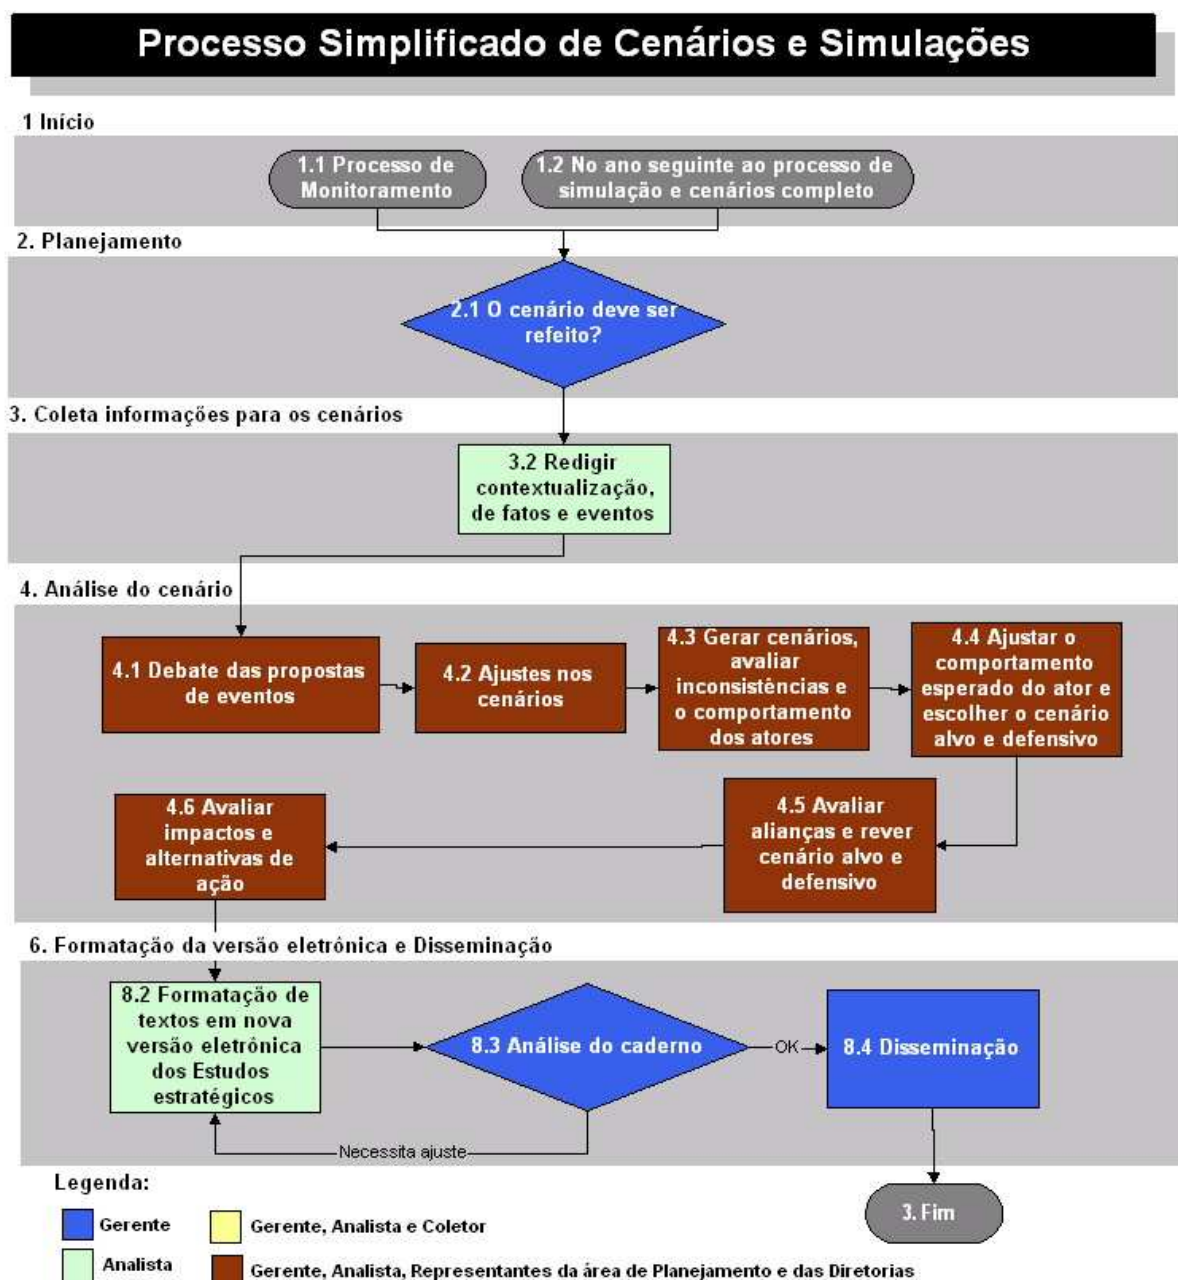 Processo Simplificado de Cenários e Simulações
1 Início
1.1 Processo de
Monitoramento
1.2 No ano seguinte ao processo de
simulação e cenários completo
2. Planejamento
2.1 O cenário deve ser
refeito?
3. Coleta informações para os cenários
3.2 Redigir
contextualização,
de fatos e eventos
4. Análise do cenário
4.1 Debate das propostas
de eventos
4.2 Ajustes nos
cenários
4.3 Gerar cenários,
avaliar
inconsistências e
o comportamento
dos atores
4.4 Ajustar o
comportamento
esperado do ator e
escolher o cenário
alvo e defensivo
4.5 Avaliar
alianças e rever
cenário alvo e
defensivo
4.6 Avaliar
impactos e
alternativas de
ação
6. Formatação da versão eletrônica e Disseminação
8.2 Formatação de
textos em nova
versão eletrônica
dos Estudos
estratégicos
8.3 Análise do caderno
OK
8.4 Disseminação
Necessita ajuste
3. Fim
Legenda:
Gerente
Gerente, Analista e Coletor
Analista
Gerente, Analista, Representantes da área de Planejamento e das Diretorias